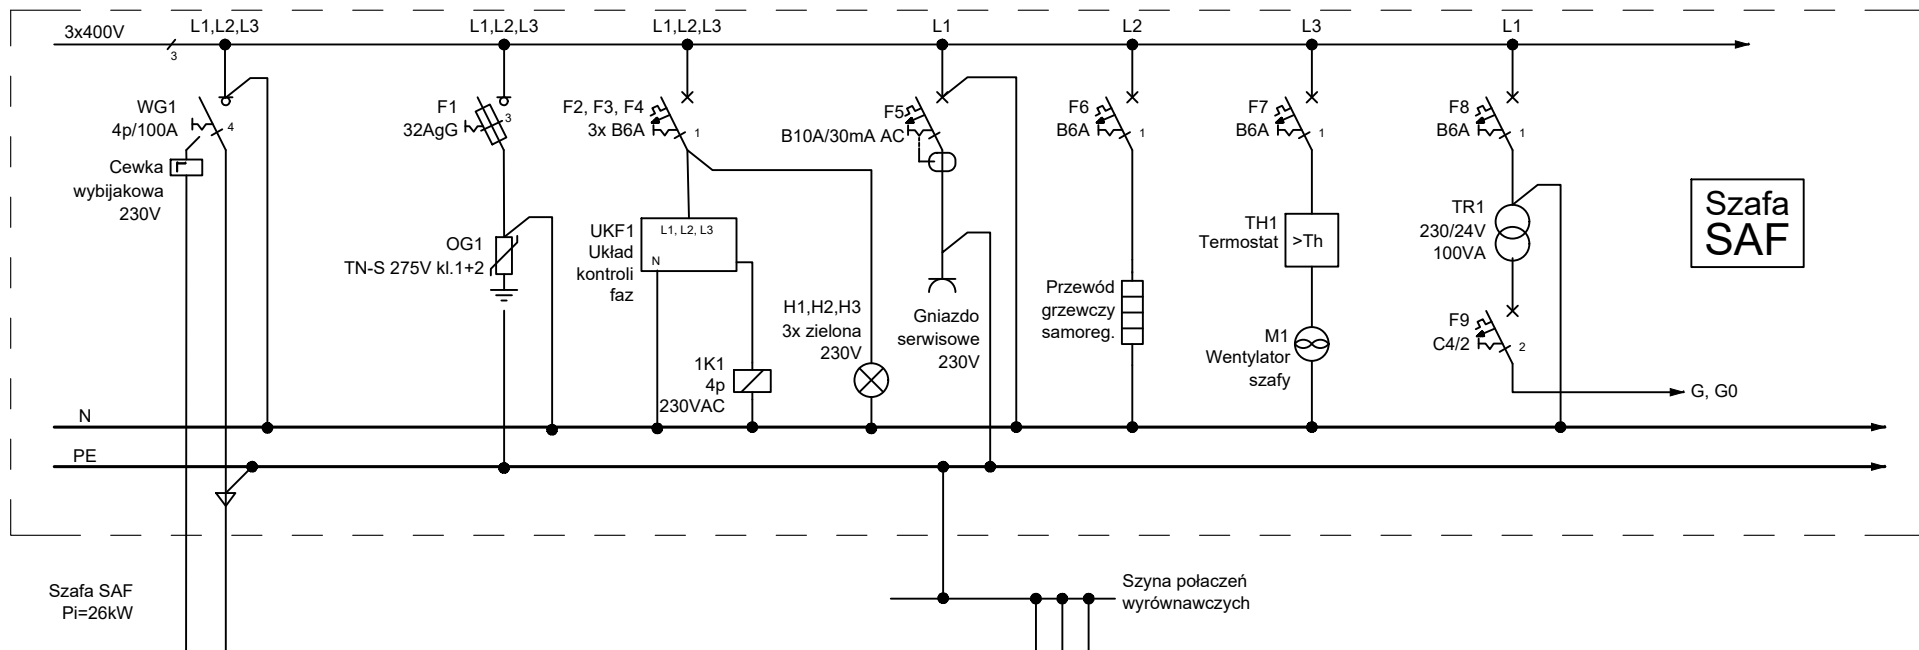 3x400V
3
L1,L2,L3
L1,L2,L3
L1,L2,L3
L1
L2
L3
L1
WG1
4p/100A
4
Cewka
wybijakowa
230V
F1
32AgG
3
OG1
TN-S 275V kl.1+2
F2, F3, F4
3x B6A
1
UKF1
Układ
kontroli
faz
L1, L2, L3
N
1K1
4p
230VAC
H1,H2,H3
3x zielona
230V
F5
B10A/30mA AC
Gniazdo
serwisowe
230V
F6
B6A
1
Przewód
grzewczy
samoreg.
F7
B6A
1
TH1
Termostat
>Th
M1
Wentylator
szafy
F8
B6A
1
TR1
230/24V
100VA
F9
C4/2
2
G, G0
Szafa
SAF
N
PE
Szafa SAF
Pi=26kW
Szyna połaczeń
wyrównawczych